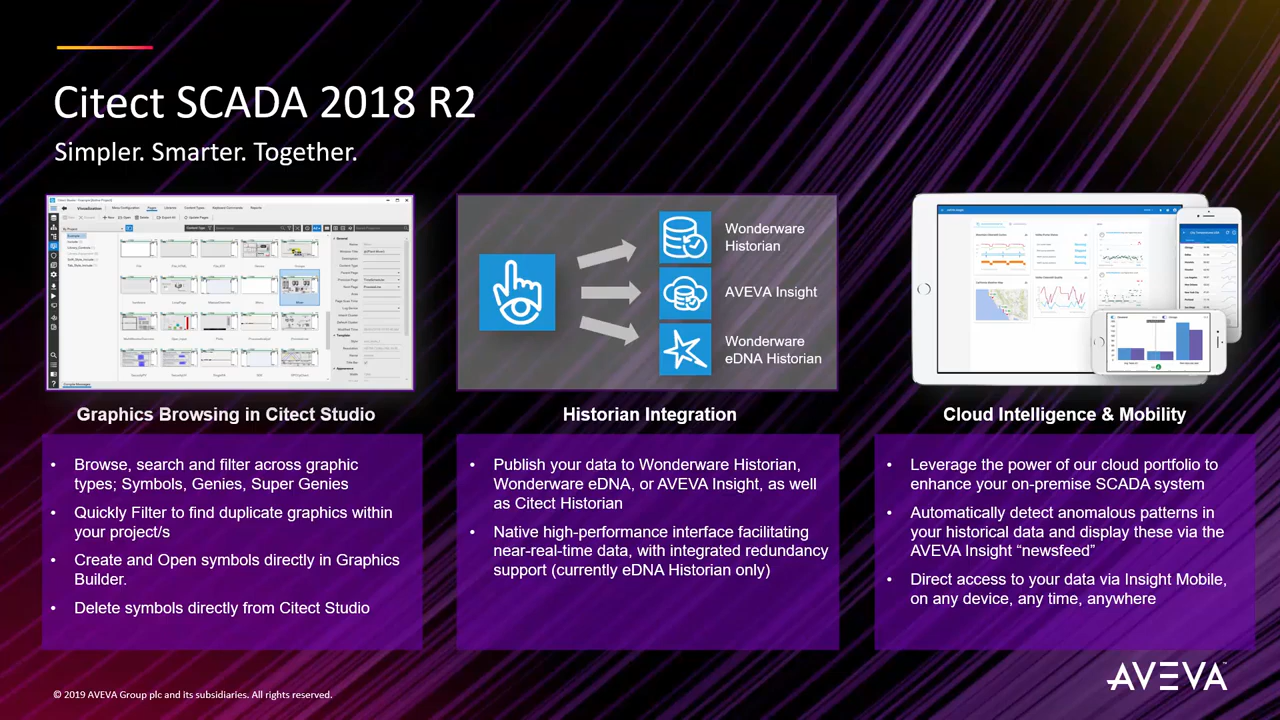 Citect SCADA 2018 R2
Simpler. Smarter. Together.
Visualization
Pages
Libraries
Content Types
Reports
Wonderware
Historian
AVEVA Insight
Wonderware
eDNA Historian
Graphics Browsing in Citect Studio
Historian Integration
Cloud Intelligence & Mobility
• Browse, search and filter across graphic
types; Symbols, Genies, Super Genies
• Quickly Filter to find duplicate graphics within
your project/s
• Create and Open symbols directly in Graphics
Builder.
• Delete symbols directly from Citect Studio
• Publish your data to Wonderware Historian,
Wonderware eDNA, or AVEVA Insight, as well
as Citect Historian
• Native high-performance interface facilitating
near-real-time data, with integrated redundancy
support (currently eDNA Historian only)
• Leverage the power of our cloud portfolio to
enhance your on-premise SCADA system
• Automatically detect anomalous patterns in
your historical data and display these via the
AVEVA Insight “newsfeed”
• Direct access to your data via Insight Mobile,
on any device, any time, anywhere
© 2019 AVEVA Group plc and its subsidiaries. All rights reserved.
AVEVA™